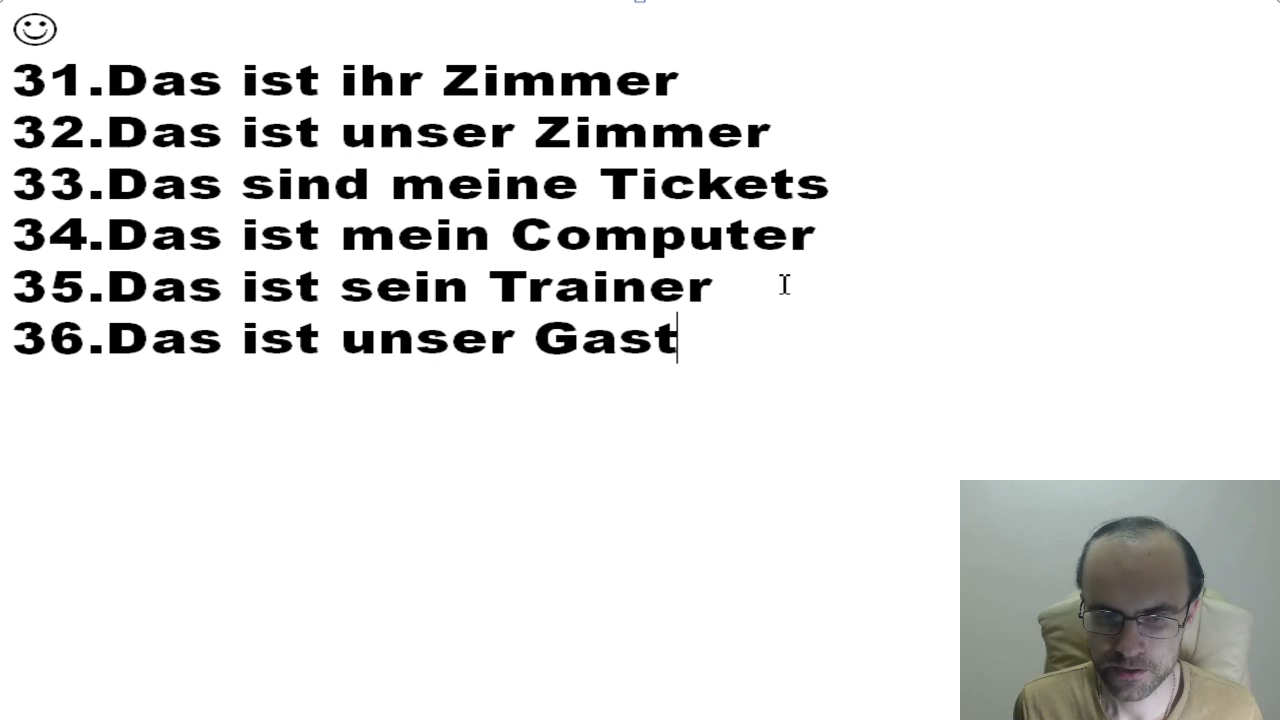 31.Das ist ihr Zimmer
32.Das ist unser Zimmer
33.Das sind meine Tickets
34.Das ist mein Computer
35.Das ist sein Trainer
36.Das ist unser Gast